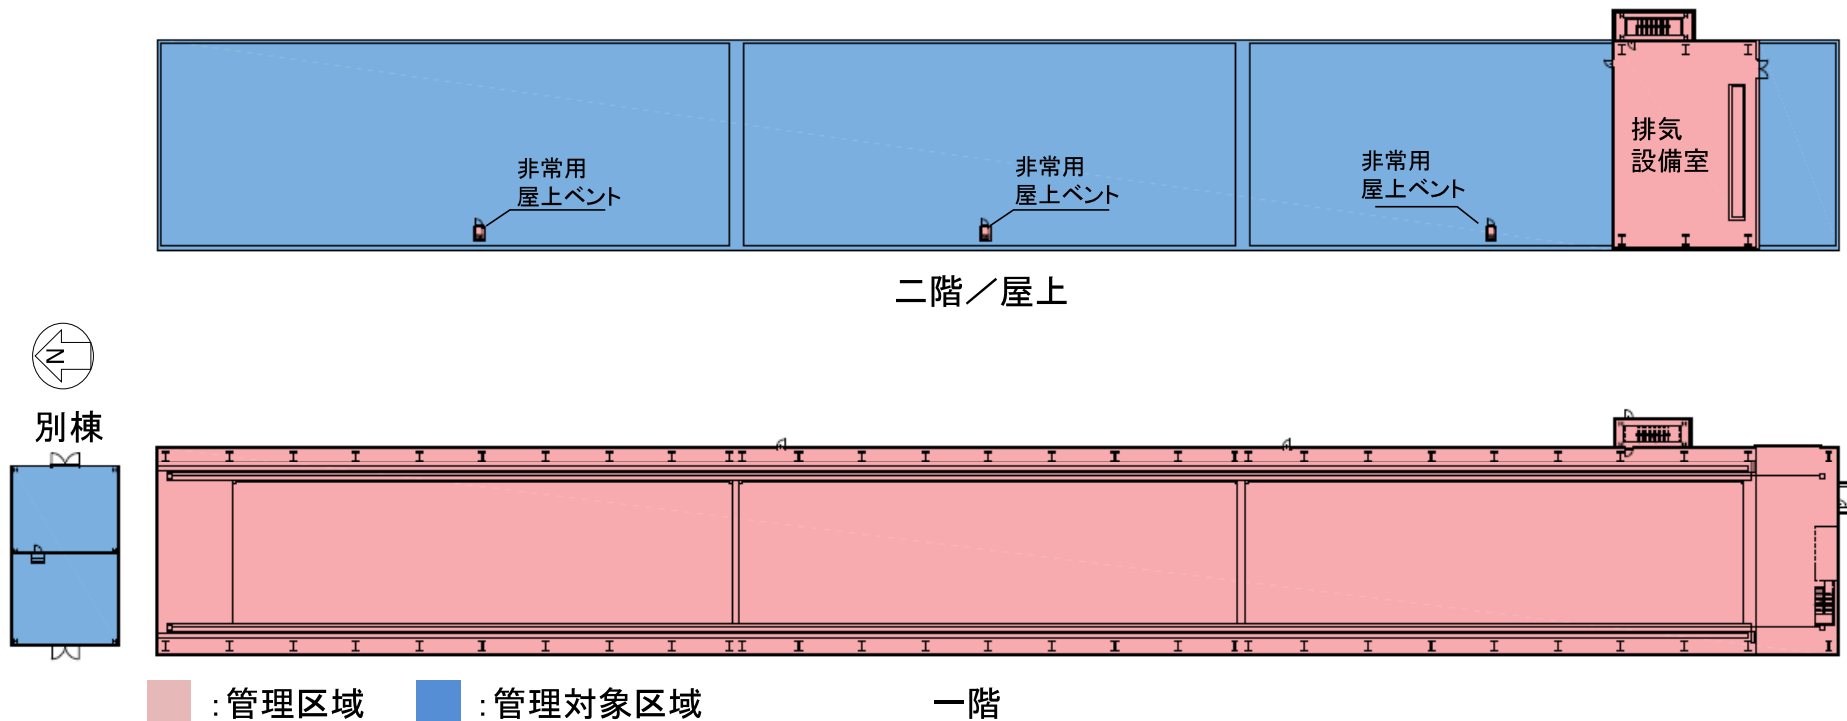 非常用
屋上ベント
非常用
屋上ベント
非常用
屋上ベント
排気
設備室
二階／屋上
N
別棟
:管理区域
:管理対象区域
一階